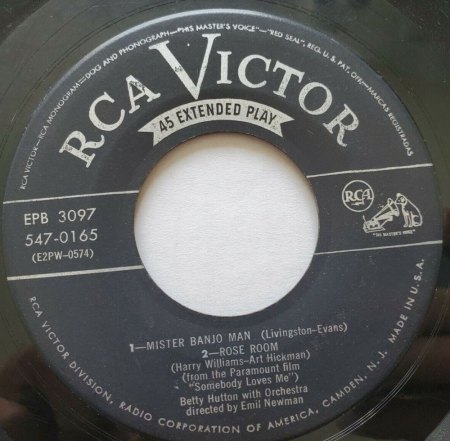 RCA VICTOR—RCA MONOGRAM—DOG AND PHONOGRAPH—"HIS MASTER'S VOICE"—"RED SEAL", REG. U. S. PAT. OFF.—MARCAS REGISTRADAS
RCA VICTOR
45 EXTENDED PLAY
EPB 3097
547-0165
(E2PW-0574)
RCA
"HIS MASTER'S VOICE"
1—MISTER BANJO MAN (Livingston-Evans)
2—ROSE ROOM
(Harry Williams-Art Hickman)
(from the Paramount film
"Somebody Loves Me")
Betty Hutton with Orchestra
directed by Emil Newman
RCA VICTOR DIVISION, RADIO CORPORATION OF AMERICA, CAMDEN, N. J. MADE IN U.S.A.